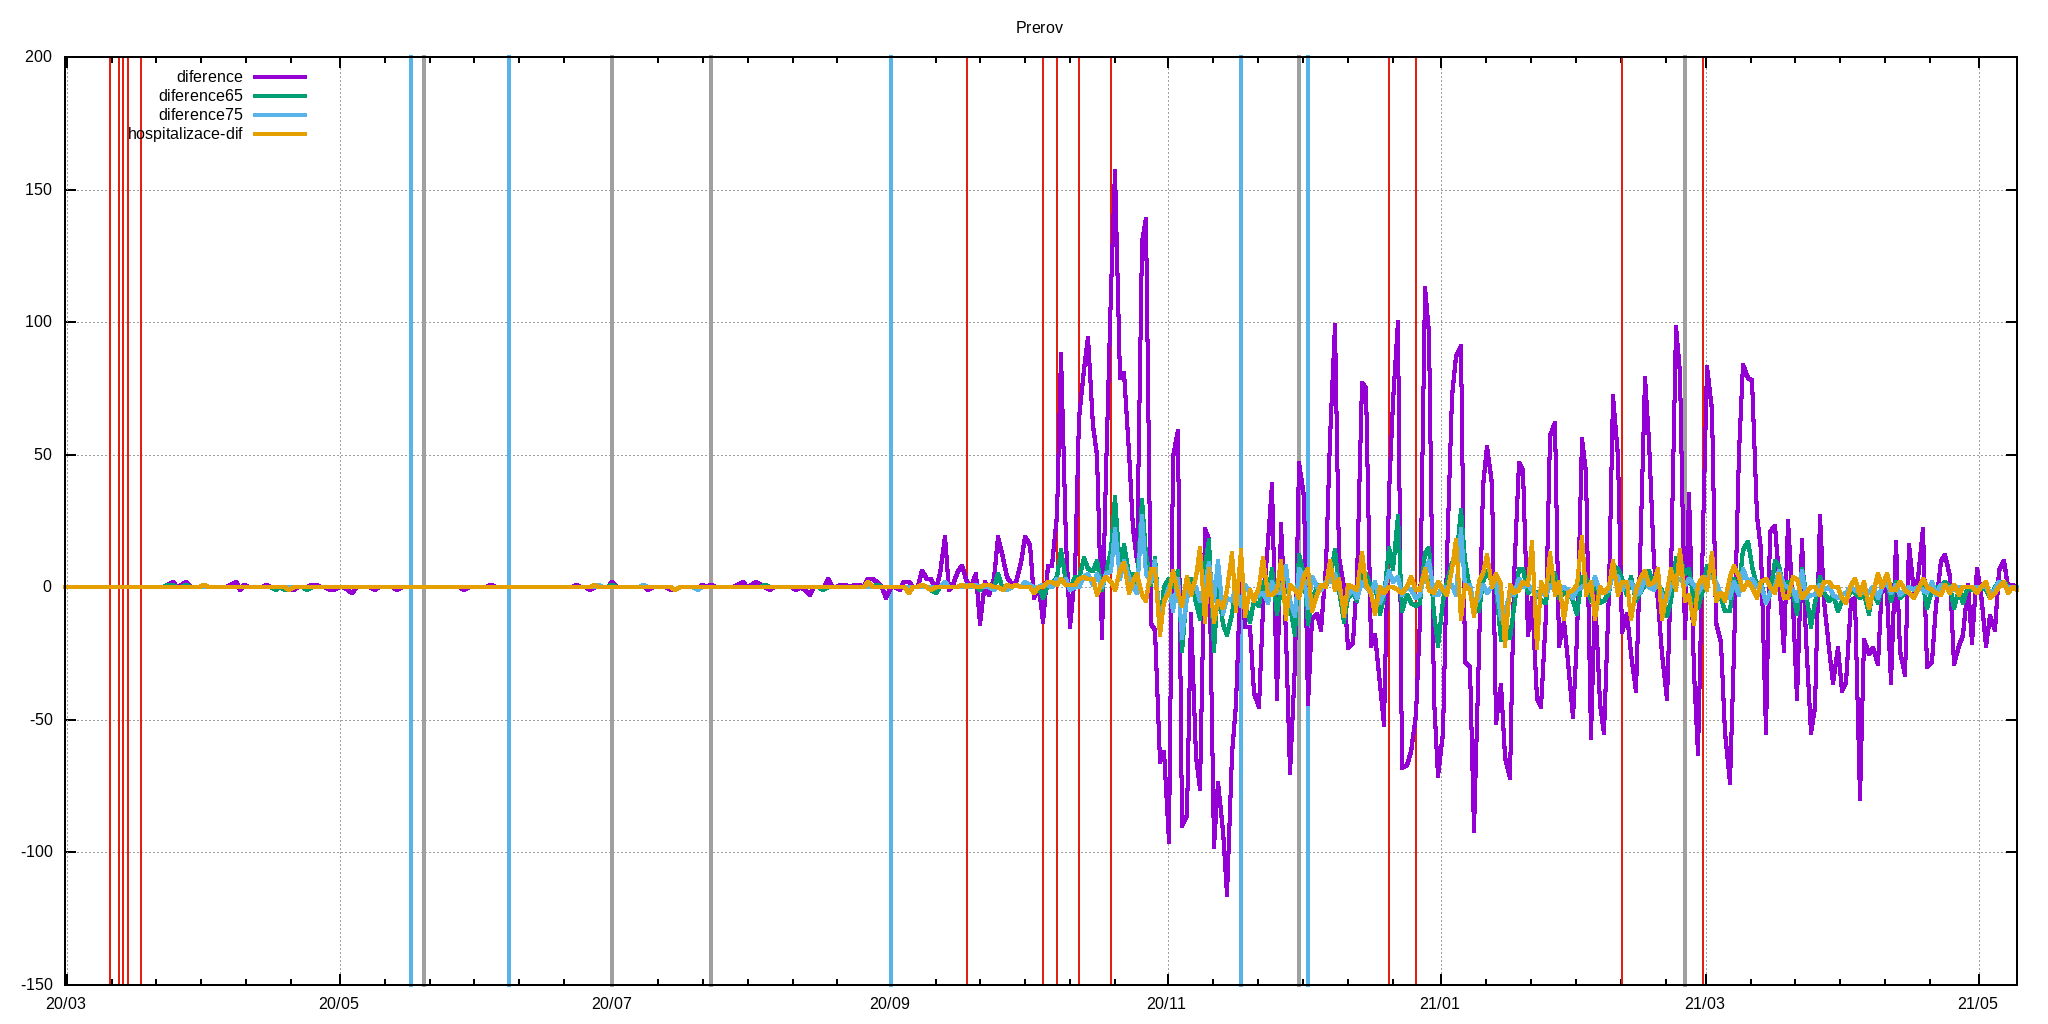 Prerov
200
diference
diference65
diference75
hospitalizace-dif
150
100
50
0
-50
-100
-150
20/03 20/05 20/07 20/09 20/11 21/01 21/03 21/05